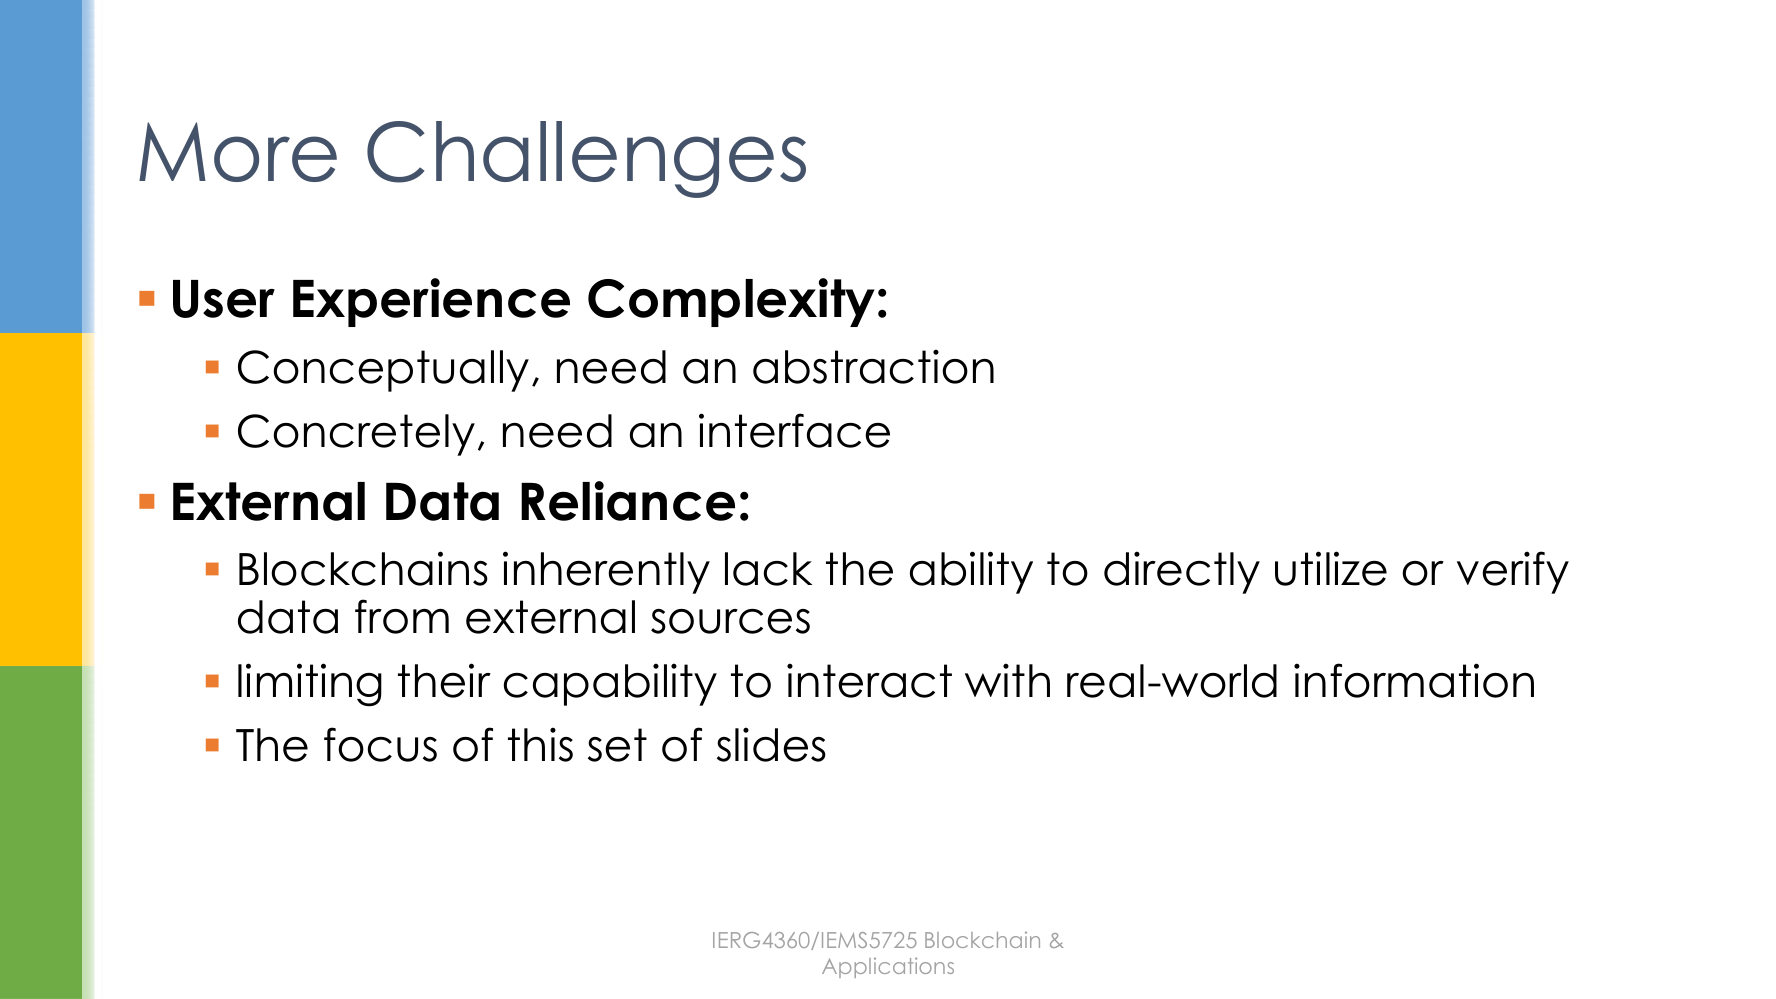 More Challenges
User Experience Complexity:
Conceptually, need an abstraction
Concretely, need an interface
External Data Reliance:
Blockchains inherently lack the ability to directly utilize or verify
data from external sources
limiting their capability to interact with real-world information
The focus of this set of slides
IERG4360/IEMS5725 Blockchain &
Applications